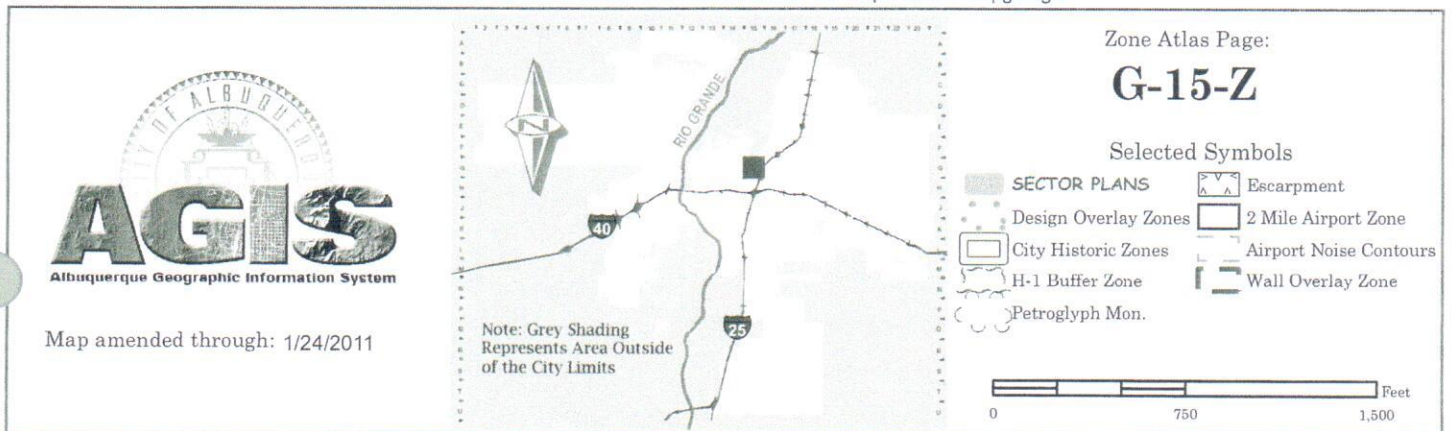 CITY OF ALBUQUERQUE
AGIS
Albuquerque Geographic Information System
Map amended through: 1/24/2011
RIO GRANDE
N
40
25
Note: Grey Shading
Represents Area Outside
of the City Limits
Zone Atlas Page:
G-15-Z
Selected Symbols
SECTOR PLANS
Escarpment
Design Overlay Zones
2 Mile Airport Zone
City Historic Zones
Airport Noise Contours
H-1 Buffer Zone
Wall Overlay Zone
Petroglyph Mon.
Feet
0 750 1,500